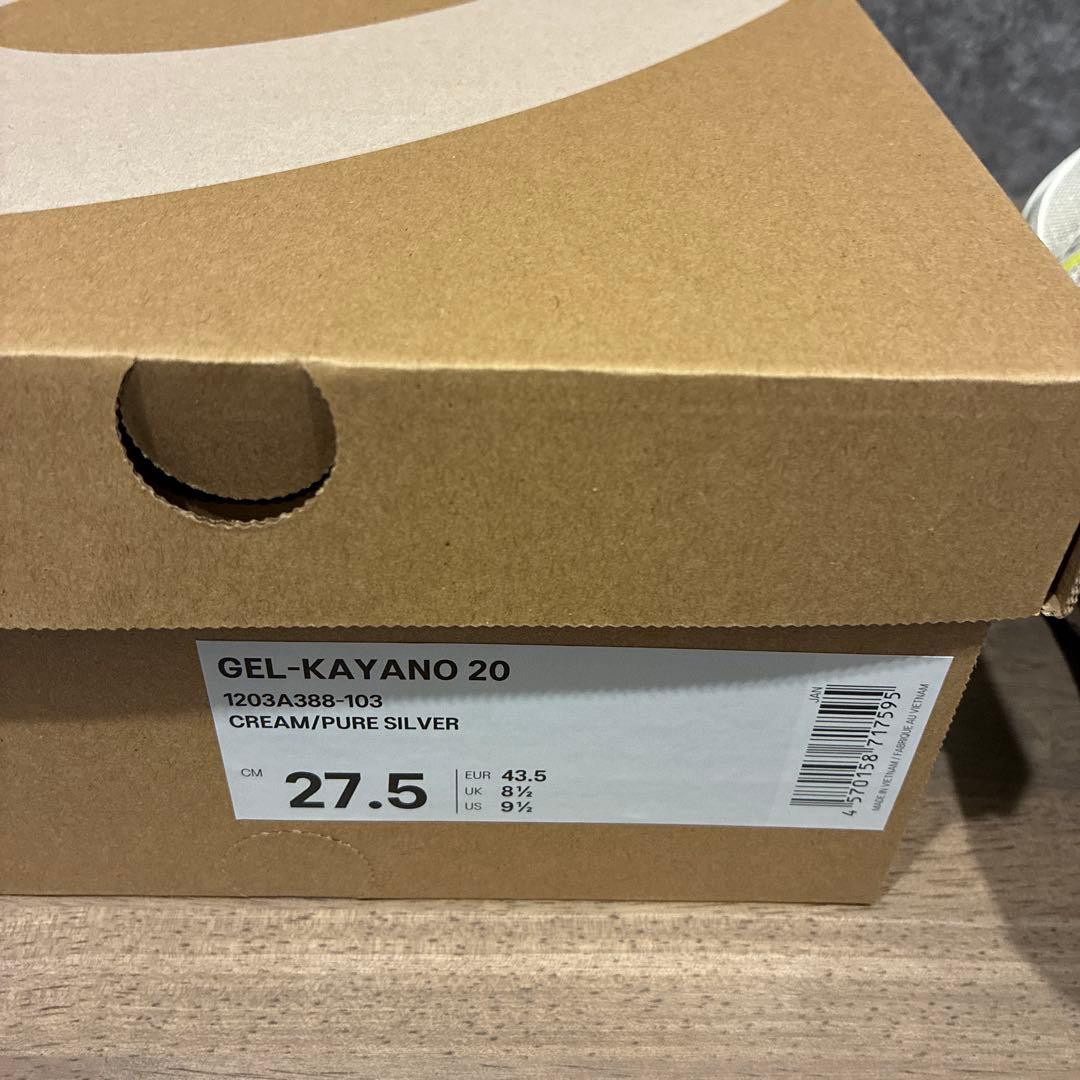 GEL-KAYANO 20
1203A388-103
CREAM/PURE SILVER
CM 27.5
EUR 43.5
UK 8½
US 9½
JAN
4 570158 717595
MADE IN VIETNAM / FABRIQUE AU VIETNAM